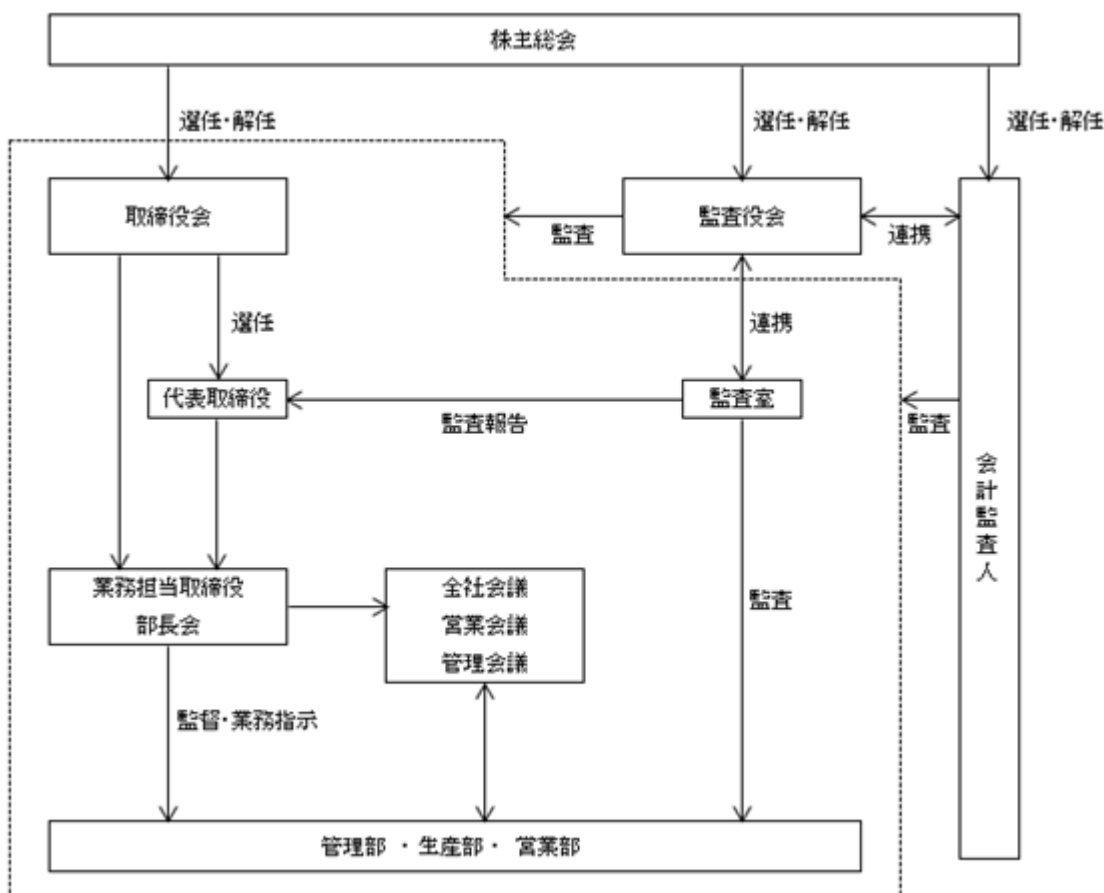 株主総会
選任・解任
選任・解任
選任・解任
取締役会
監査役会
監査
連携
選任
連携
代表取締役
監査室
監査報告
監査
会計監査人
業務担当取締役
部長会
全社会議
営業会議
管理会議
監査
監督・業務指示
管理部 ・ 生産部・ 営業部